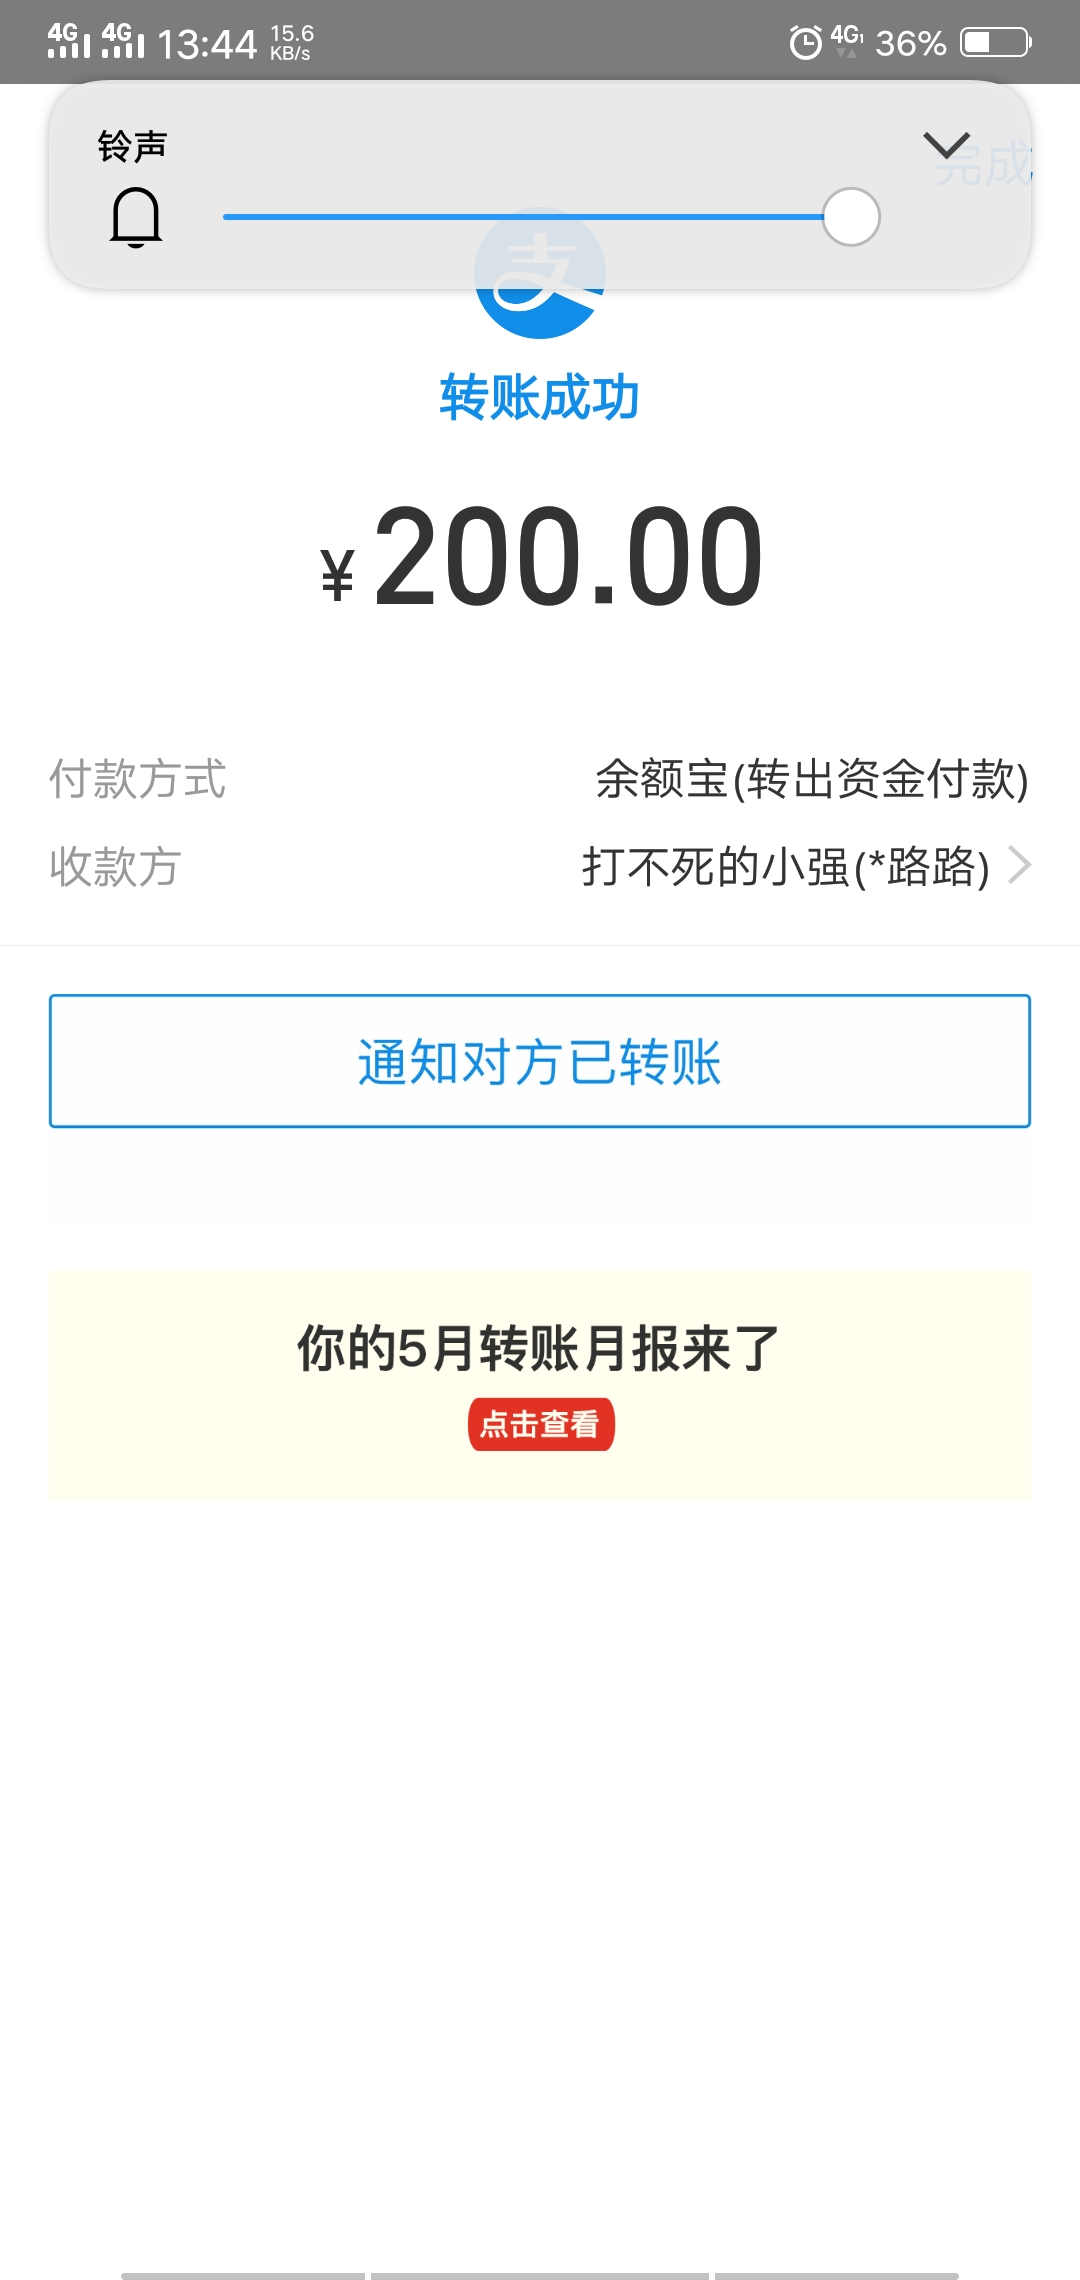 4G 4G 13:44 15.6 KB/s 4G1 36%
铃声
完成
支
转账成功
¥200.00
付款方式 余额宝(转出资金付款)
收款方 打不死的小强(*路路)
通知对方已转账
你的5月转账月报来了
点击查看